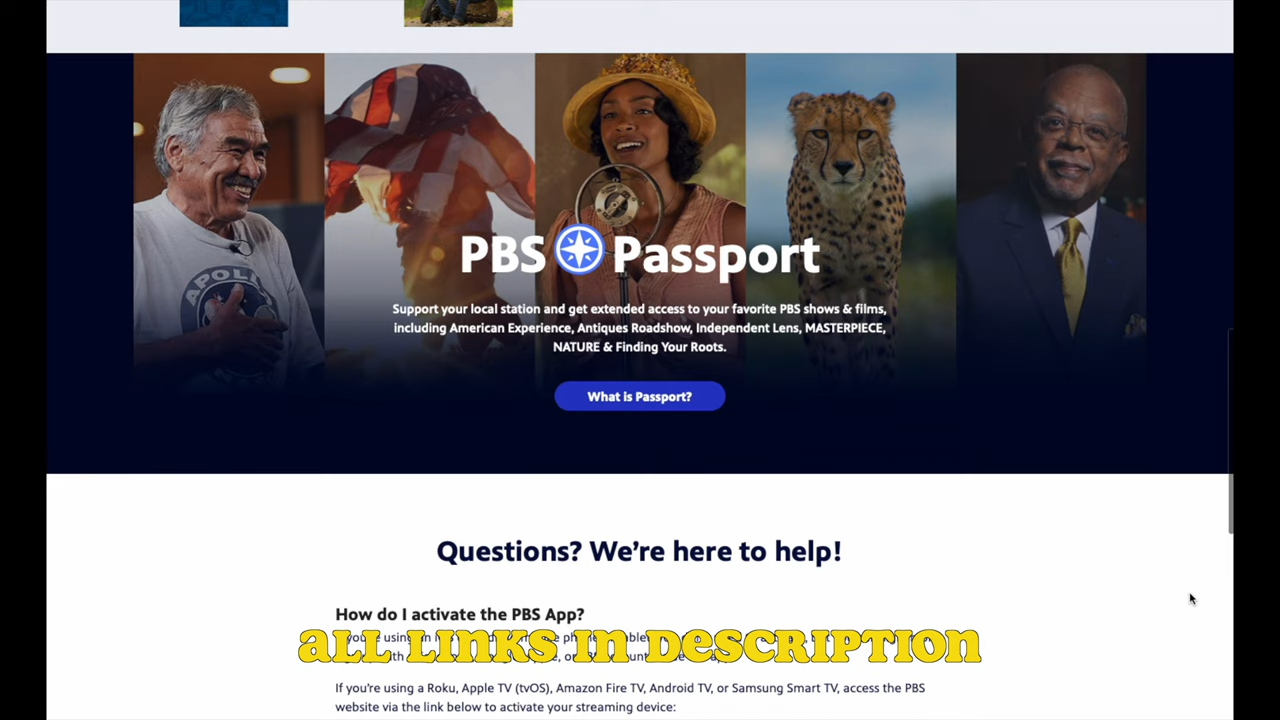 PBS Passport
Support your local station and get extended access to your favorite PBS shows & films,
including American Experience, Antiques Roadshow, Independent Lens, MASTERPIECE,
NATURE & Finding Your Roots.
What is Passport?
Questions? We're here to help!
How do I activate the PBS App?
ALL LINKS IN DESCRIPTION
If you're using a Roku, Apple TV (tvOS), Amazon Fire TV, Android TV, or Samsung Smart TV, access the PBS
website via the link below to activate your streaming device: